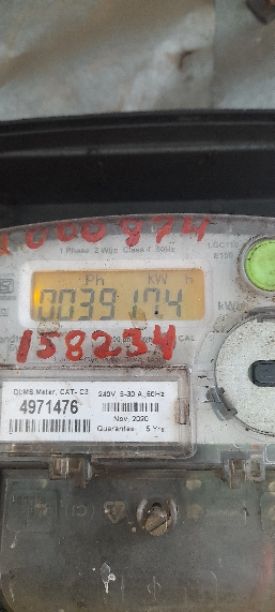 1000974
1 Phase 2 Wire Class 1 50Hz
Ph kW h
0039104
kWh
158234
DLMS Meter, CAT- C2
4971476
240V 5-30 A, 50Hz
Nov, 2020
Guarantee 5 Yrs